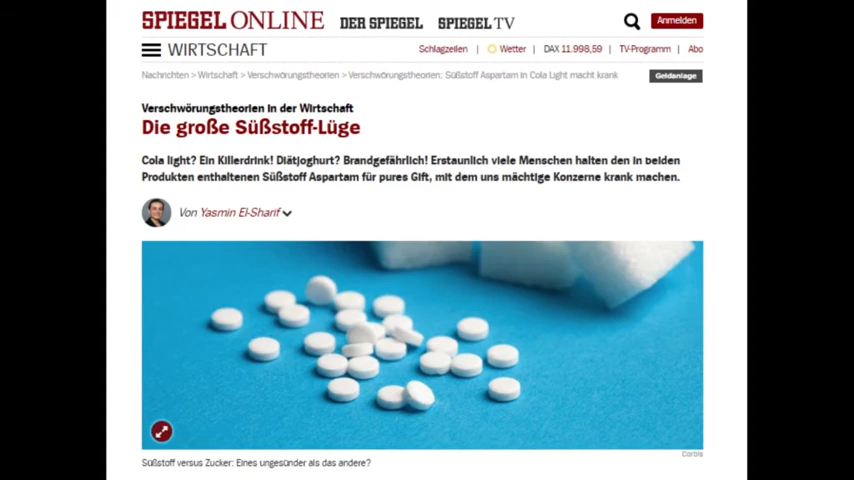 SPIEGEL ONLINE DER SPIEGEL SPIEGEL TV Anmelden
WIRTSCHAFT Schlagzeilen | Wetter | DAX 11.998,59 | TV-Programm | Abo
Nachrichten > Wirtschaft > Verschwörungstheorien > Verschwörungstheorien: Süßstoff Aspartam in Cola Light macht krank Geldanlage
Verschwörungstheorien in der Wirtschaft
Die große Süßstoff-Lüge
Cola light? Ein Killerdrink! Diätjoghurt? Brandgefährlich! Erstaunlich viele Menschen halten den in beiden
Produkten enthaltenen Süßstoff Aspartam für pures Gift, mit dem uns mächtige Konzerne krank machen.
Von Yasmin El-Sharif
Corbis
Süßstoff versus Zucker: Eines ungesünder als das andere?